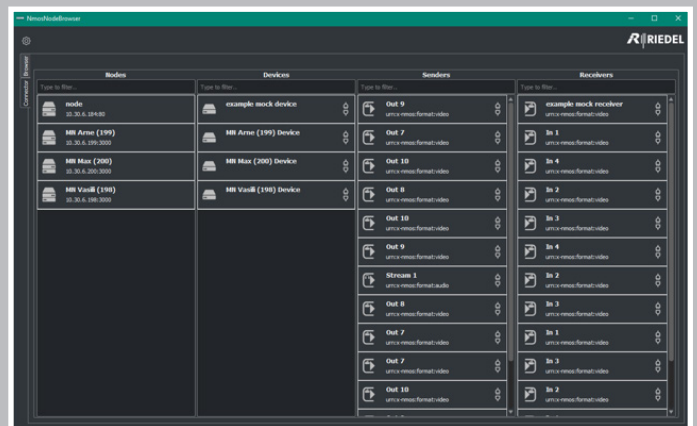 NmosNodeBrowser
RIEDEL
Browser
Connector
Nodes
Type to filter...
node
10.30.6.184:80
MN Arne (199)
10.30.6.199:3000
MN Max (200)
10.30.6.200:3000
MN Vasili (198)
10.30.6.198:3000
Devices
Type to filter...
example mock device
MN Arne (199) Device
MN Max (200) Device
MN Vasili (198) Device
Senders
Type to filter...
Out 9
urn:x-nmos:format:video
Out 7
urn:x-nmos:format:video
Out 10
urn:x-nmos:format:video
Out 8
urn:x-nmos:format:video
Out 10
urn:x-nmos:format:video
Out 9
urn:x-nmos:format:video
Stream 1
urn:x-nmos:format:audio
Out 8
urn:x-nmos:format:video
Out 7
urn:x-nmos:format:video
Out 7
urn:x-nmos:format:video
Out 10
urn:x-nmos:format:video
Receivers
Type to filter...
example mock receiver
urn:x-nmos:format:video
In 1
urn:x-nmos:format:video
In 4
urn:x-nmos:format:video
In 2
urn:x-nmos:format:video
In 3
urn:x-nmos:format:video
In 4
urn:x-nmos:format:video
In 2
urn:x-nmos:format:video
In 3
urn:x-nmos:format:video
In 1
urn:x-nmos:format:video
In 3
urn:x-nmos:format:video
In 2
urn:x-nmos:format:video